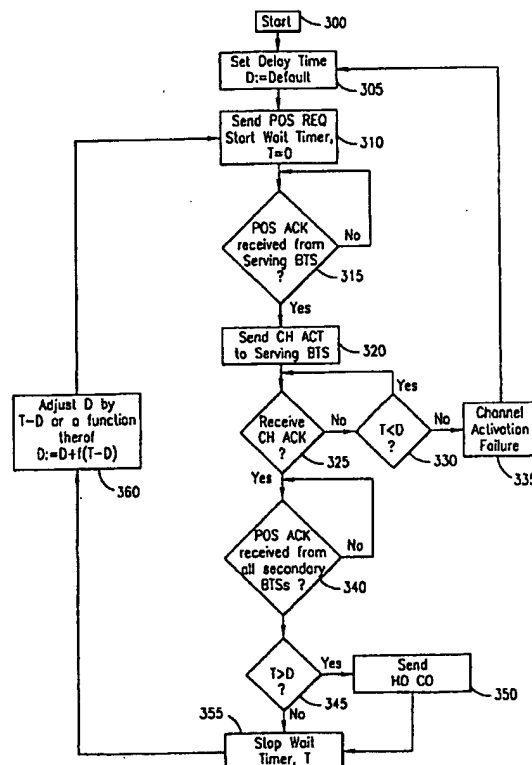 Start
300
Set Delay Time
D:=Default
305
Send POS REQ
Start Wait Timer,
T=0
310
POS ACK
received from
Serving BTS
?
No
315
Yes
Send CH ACT
to Serving BTS
320
Yes
Receive
CH ACK
?
No
325
T<D
?
No
330
Channel
Activation
Failure
335
Adjust D by
T-D or a function
therof
D:=D+f(T-D)
360
Yes
POS ACK
received from
all secondary
BTSs ?
No
340
T>D
?
Yes
345
Send
HO CO
350
No
355
Stop Wait
Timer, T